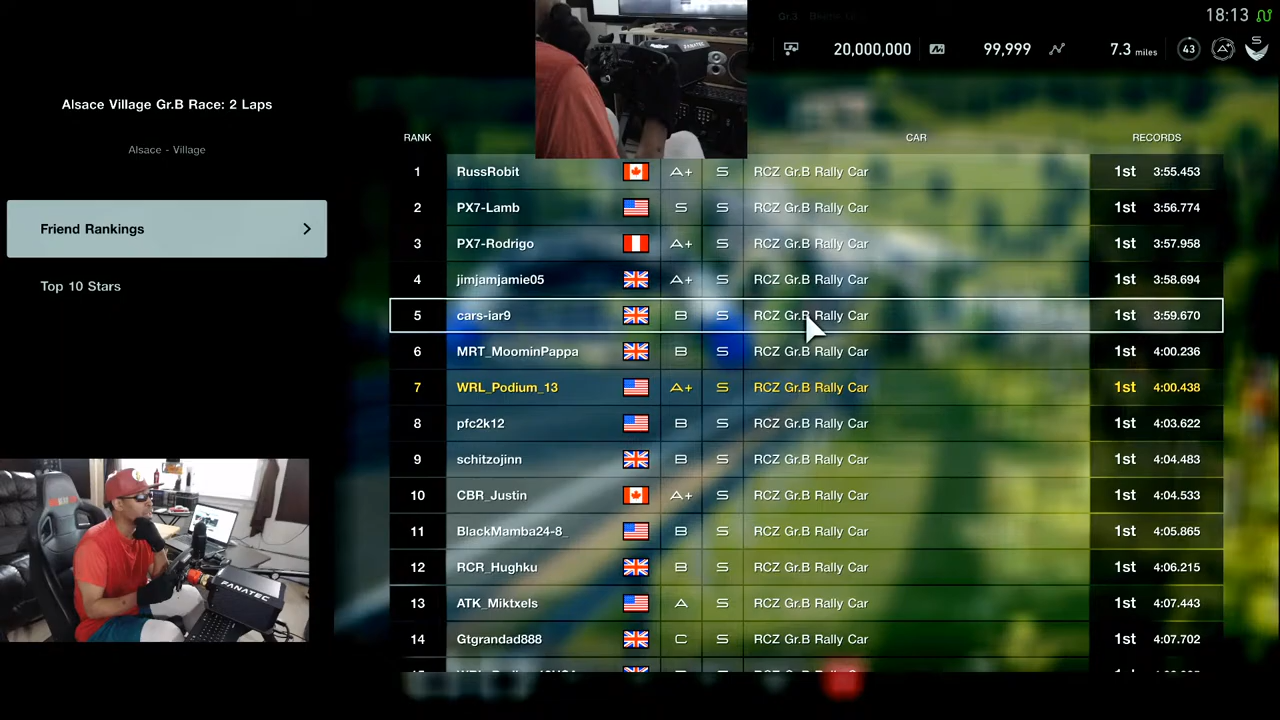 Gr.3
18:13
20,000,000 99,999 7.3 miles 43 A+ S
FANATEC
Alsace Village Gr.B Race: 2 Laps
Alsace - Village
Friend Rankings
Top 10 Stars
RANK CAR RECORDS
1 RussRobit A+ S RCZ Gr.B Rally Car 1st 3:55.453
2 PX7-Lamb S S RCZ Gr.B Rally Car 1st 3:56.774
3 PX7-Rodrigo A+ S RCZ Gr.B Rally Car 1st 3:57.958
4 jimjamjamie05 A+ S RCZ Gr.B Rally Car 1st 3:58.694
5 cars-iar9 B S RCZ Gr.B Rally Car 1st 3:59.670
6 MRT_MoominPappa B S RCZ Gr.B Rally Car 1st 4:00.236
7 WRL_Podium_13 A+ S RCZ Gr.B Rally Car 1st 4:00.438
8 pfc2k12 B S RCZ Gr.B Rally Car 1st 4:03.622
9 schitzojinn B S RCZ Gr.B Rally Car 1st 4:04.483
10 CBR_Justin A+ S RCZ Gr.B Rally Car 1st 4:04.533
11 BlackMamba24-8_ B S RCZ Gr.B Rally Car 1st 4:05.865
12 RCR_Hughku B S RCZ Gr.B Rally Car 1st 4:06.215
13 ATK_Miktxels A S RCZ Gr.B Rally Car 1st 4:07.443
14 Gtgrandad888 C S RCZ Gr.B Rally Car 1st 4:07.702
FANATEC